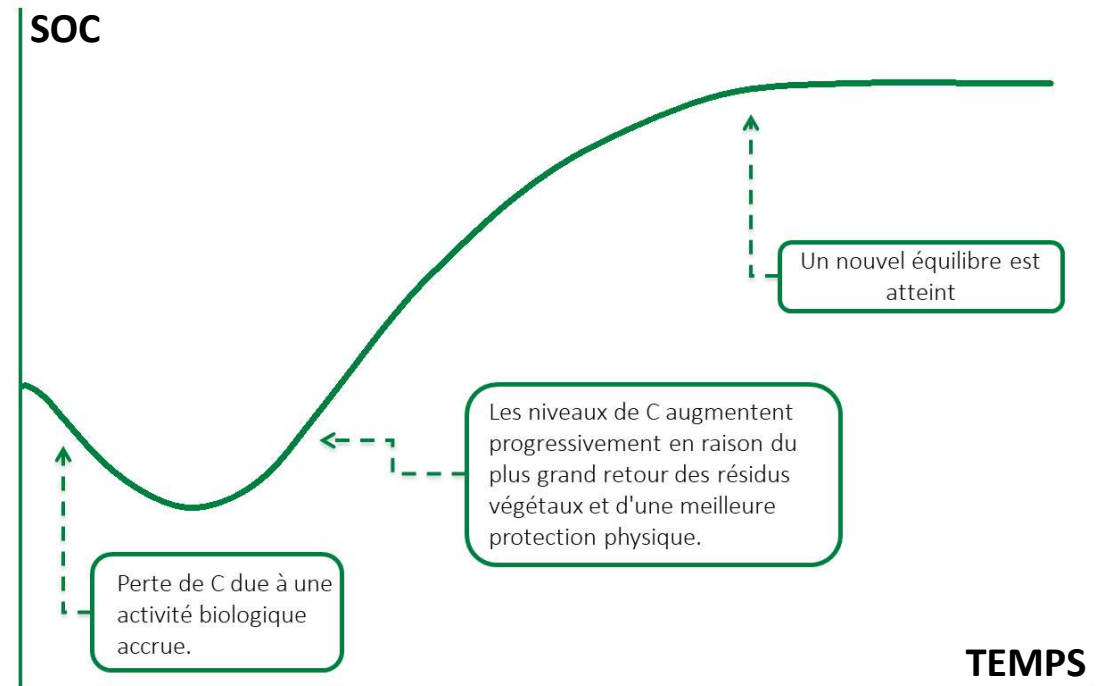 SOC
Un nouvel équilibre est
atteint
Les niveaux de C augmentent
progressivement en raison du
plus grand retour des résidus
végétaux et d'une meilleure
protection physique.
Perte de C due à une
activité biologique
accrue.
TEMPS